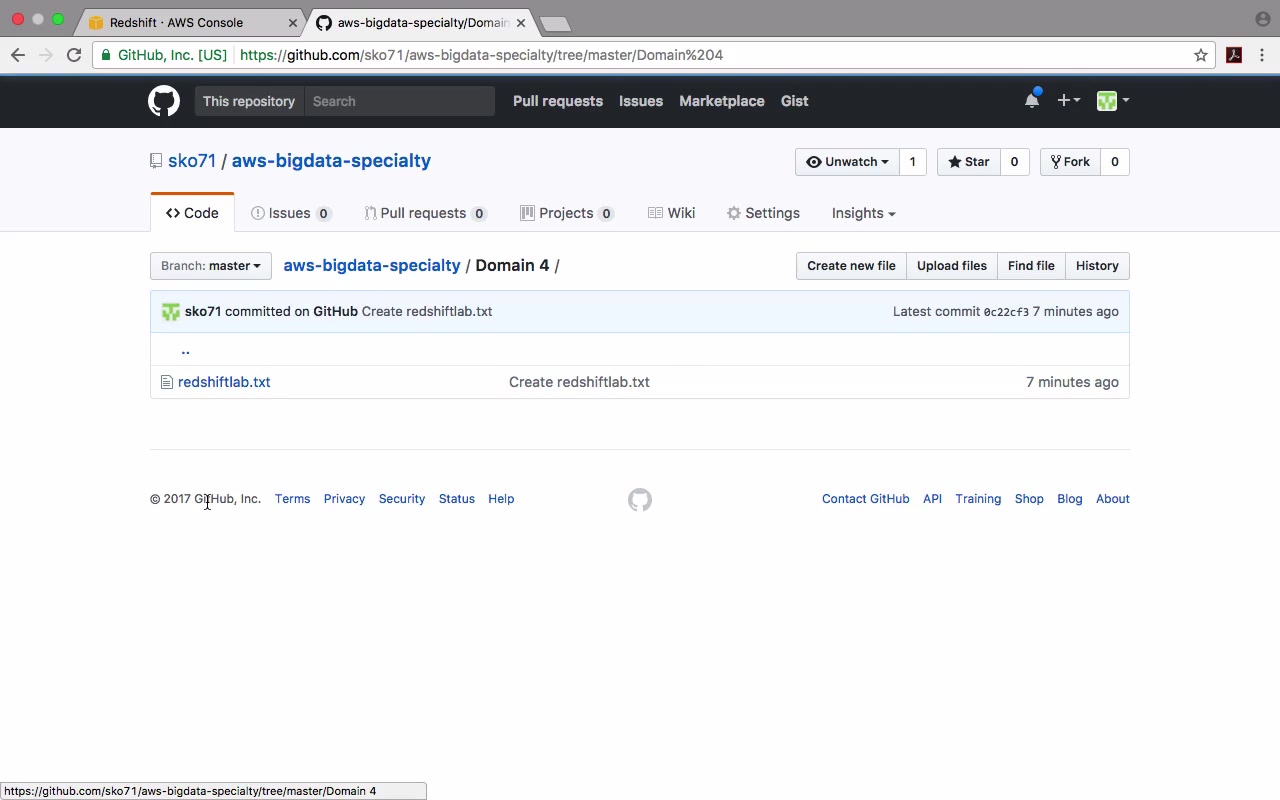 Redshift · AWS Console
aws-bigdata-specialty/Domain
GitHub, Inc. [US] https://github.com/sko71/aws-bigdata-specialty/tree/master/Domain%204
This repository Search Pull requests Issues Marketplace Gist
sko71 / aws-bigdata-specialty
Unwatch 1 Star 0 Fork 0
Code Issues 0 Pull requests 0 Projects 0 Wiki Settings Insights
Branch: master aws-bigdata-specialty / Domain 4 /
Create new file Upload files Find file History
sko71 committed on GitHub Create redshiftlab.txt Latest commit 0c22cf3 7 minutes ago
..
redshiftlab.txt Create redshiftlab.txt 7 minutes ago
© 2017 GitHub, Inc. Terms Privacy Security Status Help Contact GitHub API Training Shop Blog About
https://github.com/sko71/aws-bigdata-specialty/tree/master/Domain 4